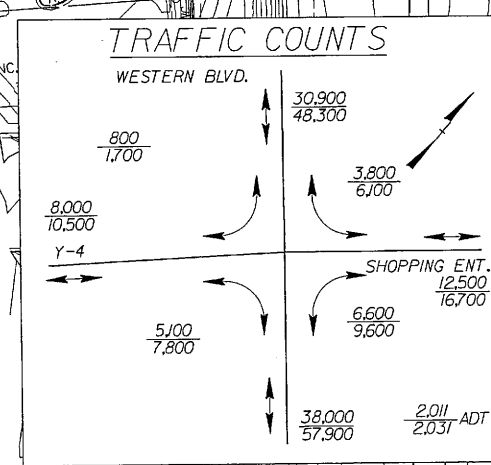 NC.
TRAFFIC COUNTS
WESTERN BLVD.
30,900
48,300
800
1,700
3,800
6,100
8,000
10,500
Y-4
SHOPPING ENT.
12,500
16,700
6,600
9,600
5,100
7,800
38,000
57,900
2,011
2,031 ADT